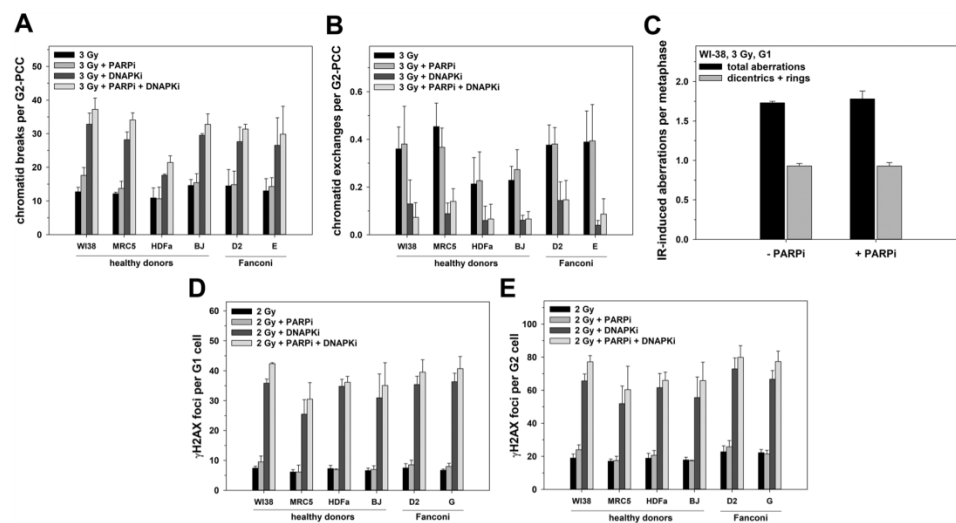 A
chromatid breaks per G2-PCC
50
40
30
20
10
0
3 Gy
3 Gy + PARPi
3 Gy + DNAPKi
3 Gy + PARPi + DNAPKi
WI38 MRC5 HDFa BJ D2 E
healthy donors Fanconi
B
chromatid exchanges per G2-PCC
0.6
0.4
0.2
0.0
3 Gy
3 Gy + PARPi
3 Gy + DNAPKi
3 Gy + PARPi + DNAPKi
WI38 MRC5 HDFa BJ D2 E
healthy donors Fanconi
C
IR-induced aberrations per metaphase
2.0
1.5
1.0
0.5
0.0
WI-38, 3 Gy, G1
total aberrations
dicentrics + rings
- PARPi + PARPi
D
γH2AX foci per G1 cell
60
50
40
30
20
10
0
2 Gy
2 Gy + PARPi
2 Gy + DNAPKi
2 Gy + PARPi + DNAPKi
WI38 MRC5 HDFa BJ D2 G
healthy donors Fanconi
E
γH2AX foci per G2 cell
100
80
60
40
20
0
2 Gy
2 Gy + PARPi
2 Gy + DNAPKi
2 Gy + PARPi + DNAPKi
WI38 MRC5 HDFa BJ D2 G
healthy donors Fanconi